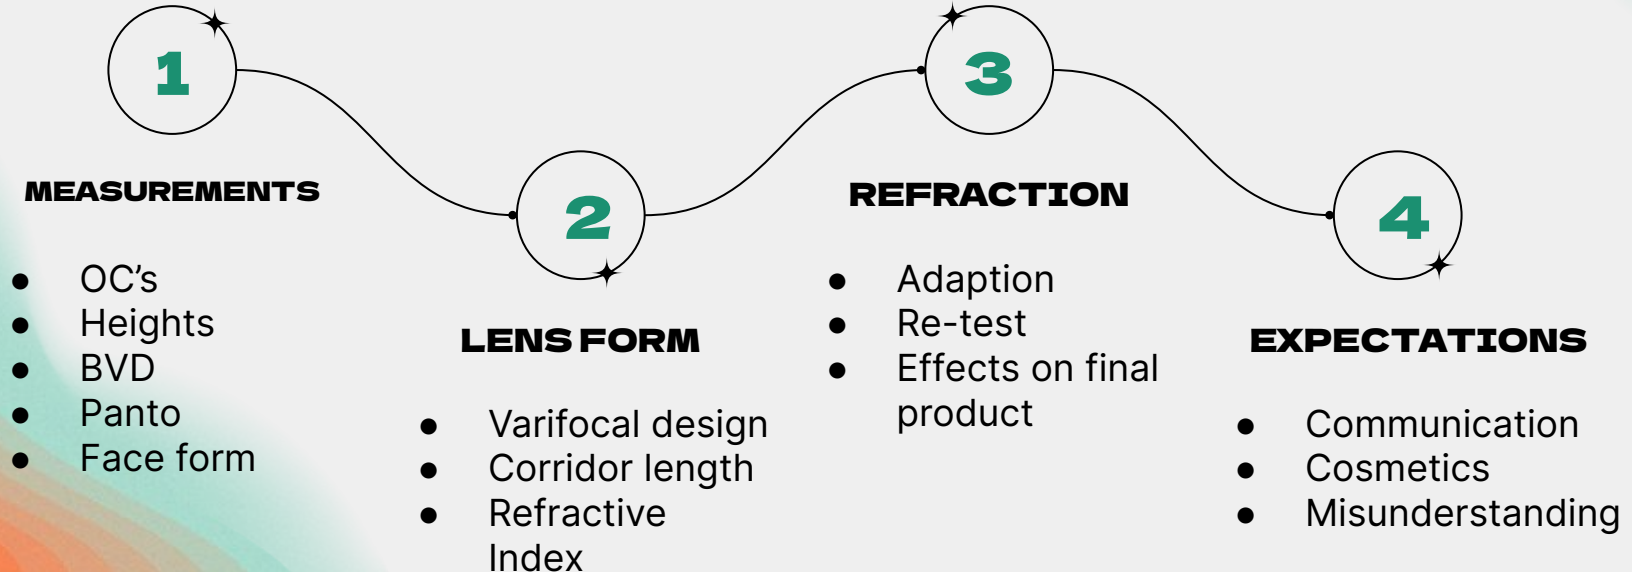 1
MEASUREMENTS
● OC’s
● Heights
● BVD
● Panto
● Face form
2
LENS FORM
● Varifocal design
● Corridor length
● Refractive
Index
3
REFRACTION
● Adaption
● Re-test
● Effects on final
product
4
EXPECTATIONS
● Communication
● Cosmetics
● Misunderstanding